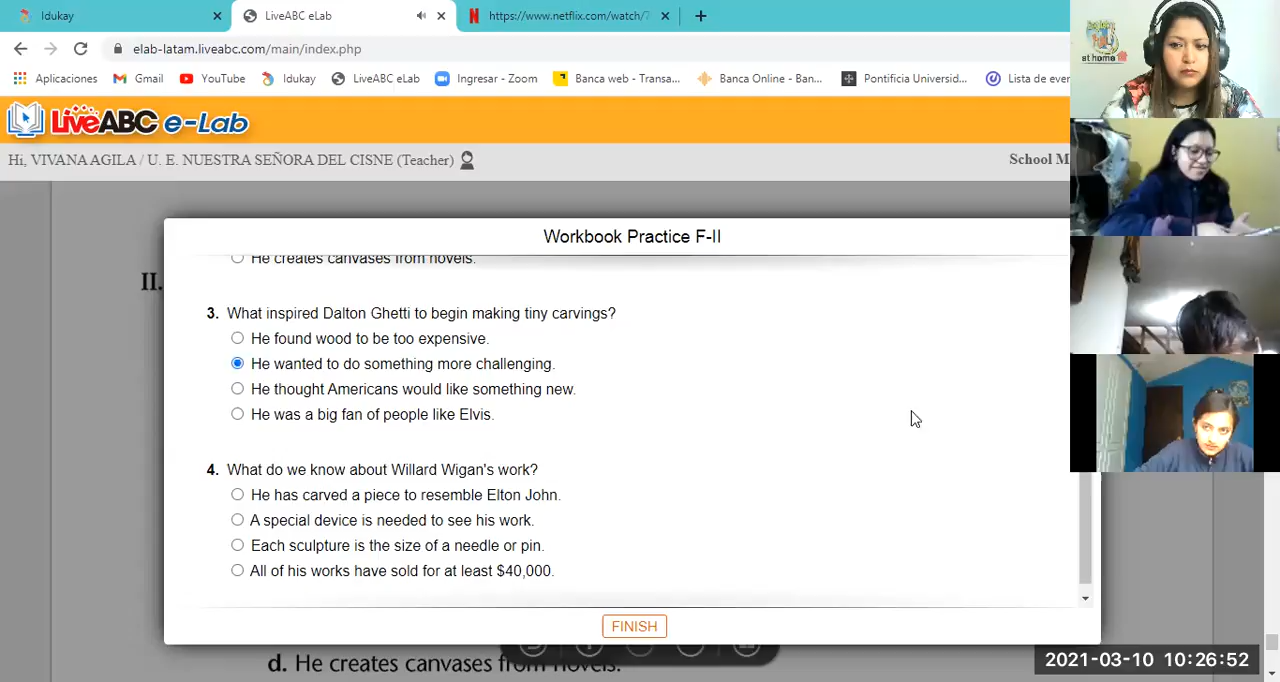 Idukay
LiveABC eLab
https://www.netflix.com/watch/7
elab-latam.liveabc.com/main/index.php
Aplicaciones
Gmail
YouTube
Idukay
LiveABC eLab
Ingresar - Zoom
Banca web - Transa...
Banca Online - Ban...
Pontificia Universid...
Lista de even
LiveABC e-Lab
Hi, VIVANA AGILA / U. E. NUESTRA SEÑORA DEL CISNE (Teacher)
School M
at home
Workbook Practice F-II
II.
He creates canvases from novels.
3. What inspired Dalton Ghetti to begin making tiny carvings?
He found wood to be too expensive.
He wanted to do something more challenging.
He thought Americans would like something new.
He was a big fan of people like Elvis.
4. What do we know about Willard Wigan's work?
He has carved a piece to resemble Elton John.
A special device is needed to see his work.
Each sculpture is the size of a needle or pin.
All of his works have sold for at least $40,000.
FINISH
d. He creates canvases from novels.
2021-03-10 10:26:52